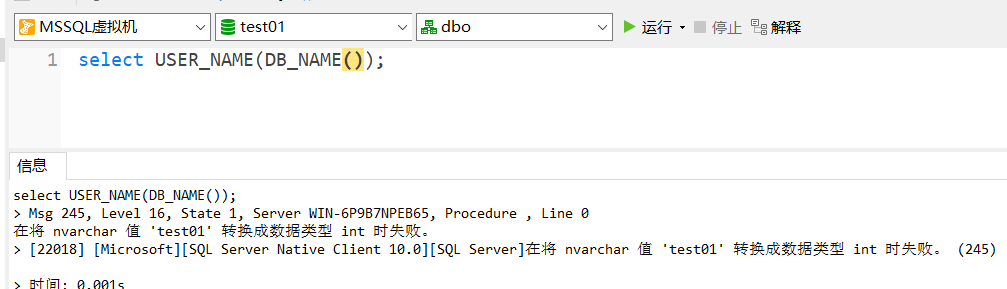 MSSQL虚拟机 test01 dbo 运行 停止 解释
1 select USER_NAME(DB_NAME());
信息
select USER_NAME(DB_NAME());
> Msg 245, Level 16, State 1, Server WIN-6P9B7NPEB65, Procedure , Line 0
在将 nvarchar 值 'test01' 转换成数据类型 int 时失败。
> [22018] [Microsoft][SQL Server Native Client 10.0][SQL Server]在将 nvarchar 值 'test01' 转换成数据类型 int 时失败。 (245)
> 时间: 0.001s